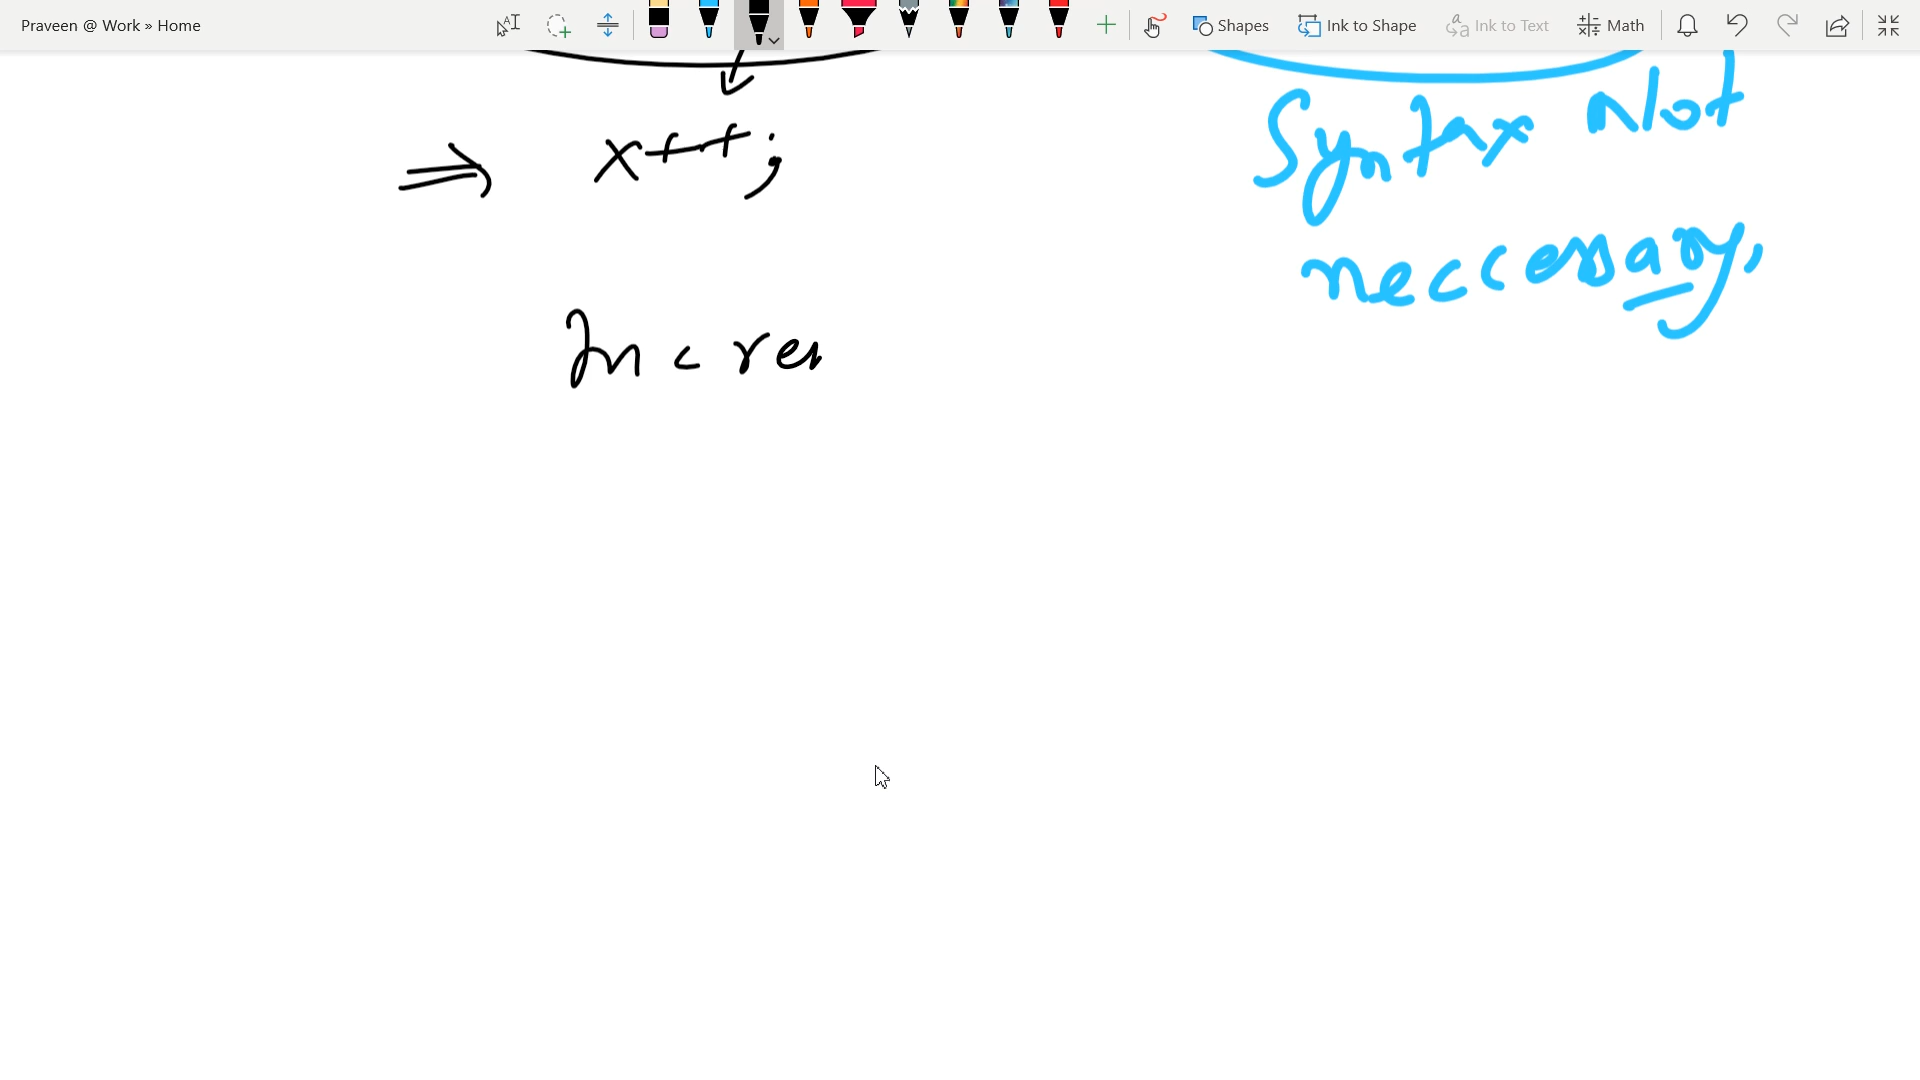 Praveen @ Work » Home
Shapes
Ink to Shape
Ink to Text
Math
⇒ x++;
Syntax Not
neccessary,
Incre